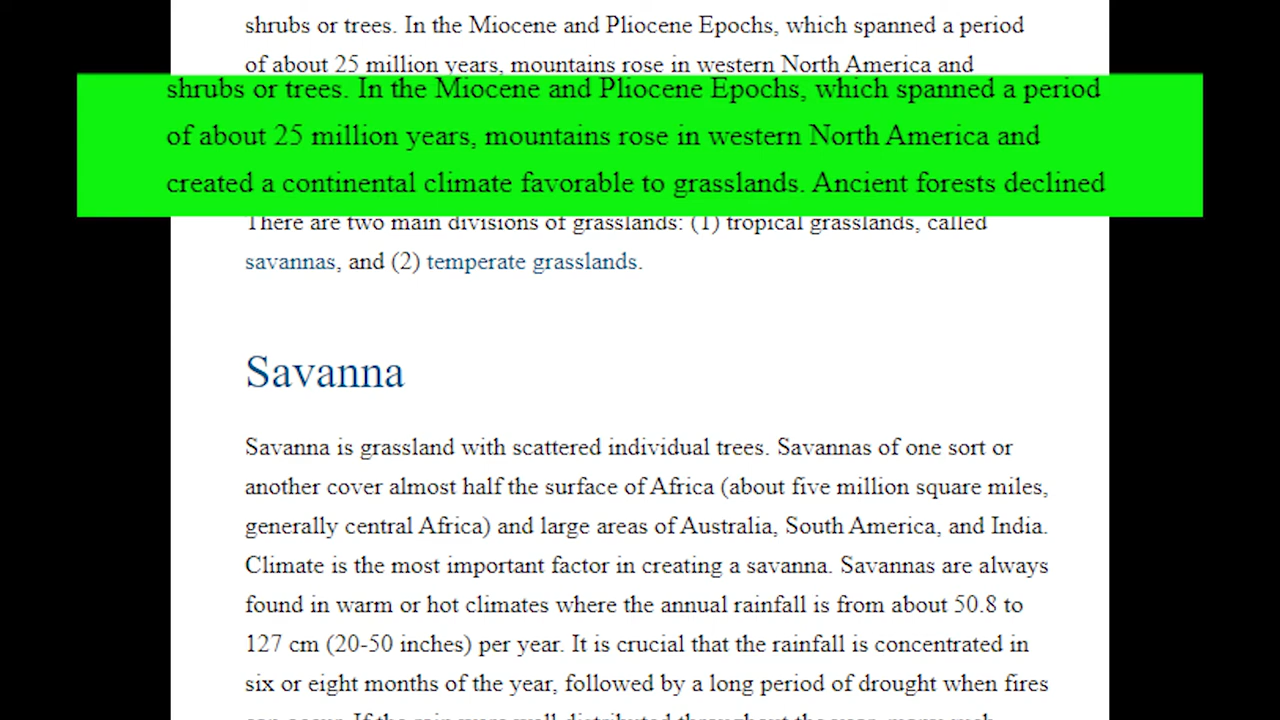 shrubs or trees. In the Miocene and Pliocene Epochs, which spanned a period
of about 25 million years, mountains rose in western North America and
shrubs or trees. In the Miocene and Pliocene Epochs, which spanned a period
of about 25 million years, mountains rose in western North America and
created a continental climate favorable to grasslands. Ancient forests declined
There are two main divisions of grasslands: (1) tropical grasslands, called
savannas, and (2) temperate grasslands.
Savanna
Savanna is grassland with scattered individual trees. Savannas of one sort or
another cover almost half the surface of Africa (about five million square miles,
generally central Africa) and large areas of Australia, South America, and India.
Climate is the most important factor in creating a savanna. Savannas are always
found in warm or hot climates where the annual rainfall is from about 50.8 to
127 cm (20-50 inches) per year. It is crucial that the rainfall is concentrated in
six or eight months of the year, followed by a long period of drought when fires